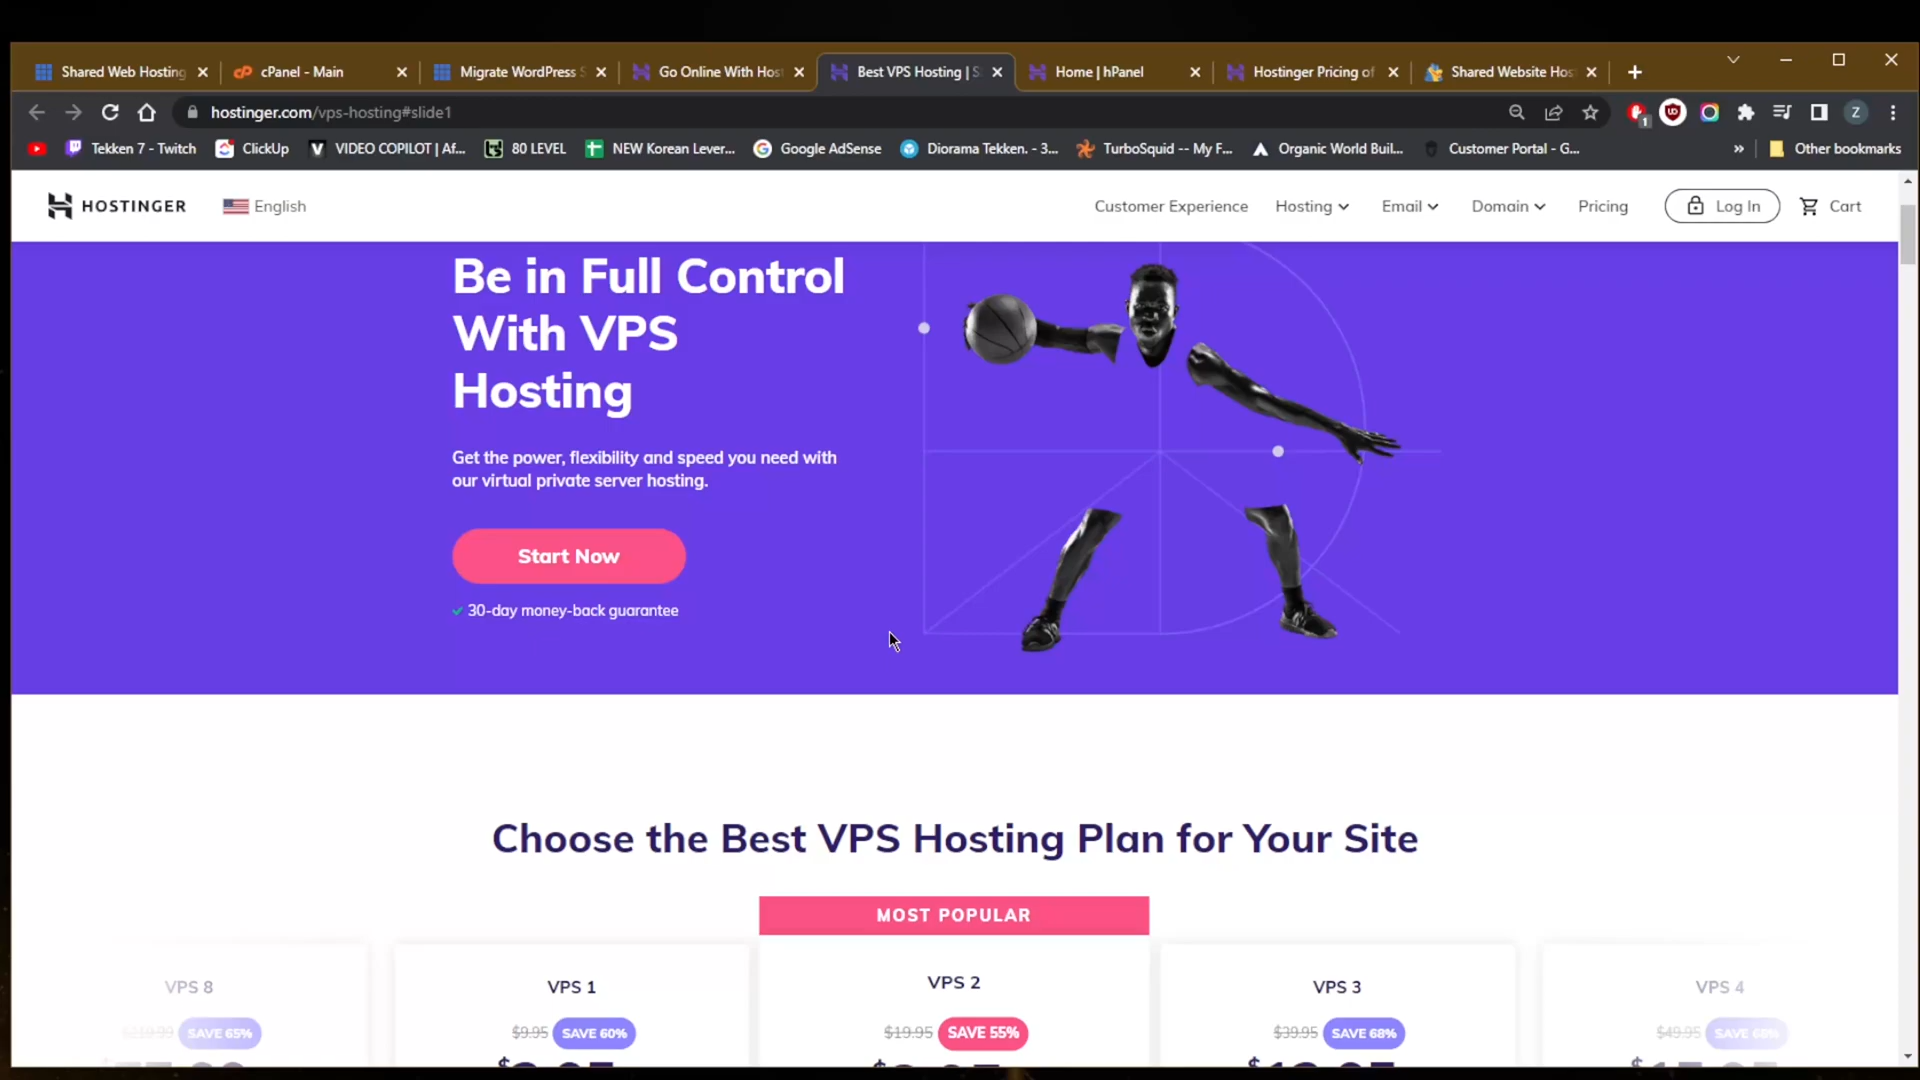 Shared Web Hosting
cPanel - Main
Migrate WordPress S
Go Online With Hos
Best VPS Hosting | S
Home | hPanel
Hostinger Pricing of
Shared Website Hos
hostinger.com/vps-hosting#slide1
1
Z
Tekken 7 - Twitch
ClickUp
VIDEO COPILOT | Af...
80 LEVEL
NEW Korean Lever...
Google AdSense
Diorama Tekken. - 3...
TurboSquid -- My F...
Organic World Buil...
Customer Portal - G...
»
Other bookmarks
HOSTINGER
English
Customer Experience
Hosting
Email
Domain
Pricing
Log In
Cart
Be in Full Control
With VPS
Hosting
Get the power, flexibility and speed you need with
our virtual private server hosting.
Start Now
30-day money-back guarantee
Choose the Best VPS Hosting Plan for Your Site
MOST POPULAR
VPS 8
SAVE 65%
VPS 1
$9.95 SAVE 60%
VPS 2
$19.95 SAVE 55%
VPS 3
$39.95 SAVE 68%
VPS 4
$49.95 SAVE 68%